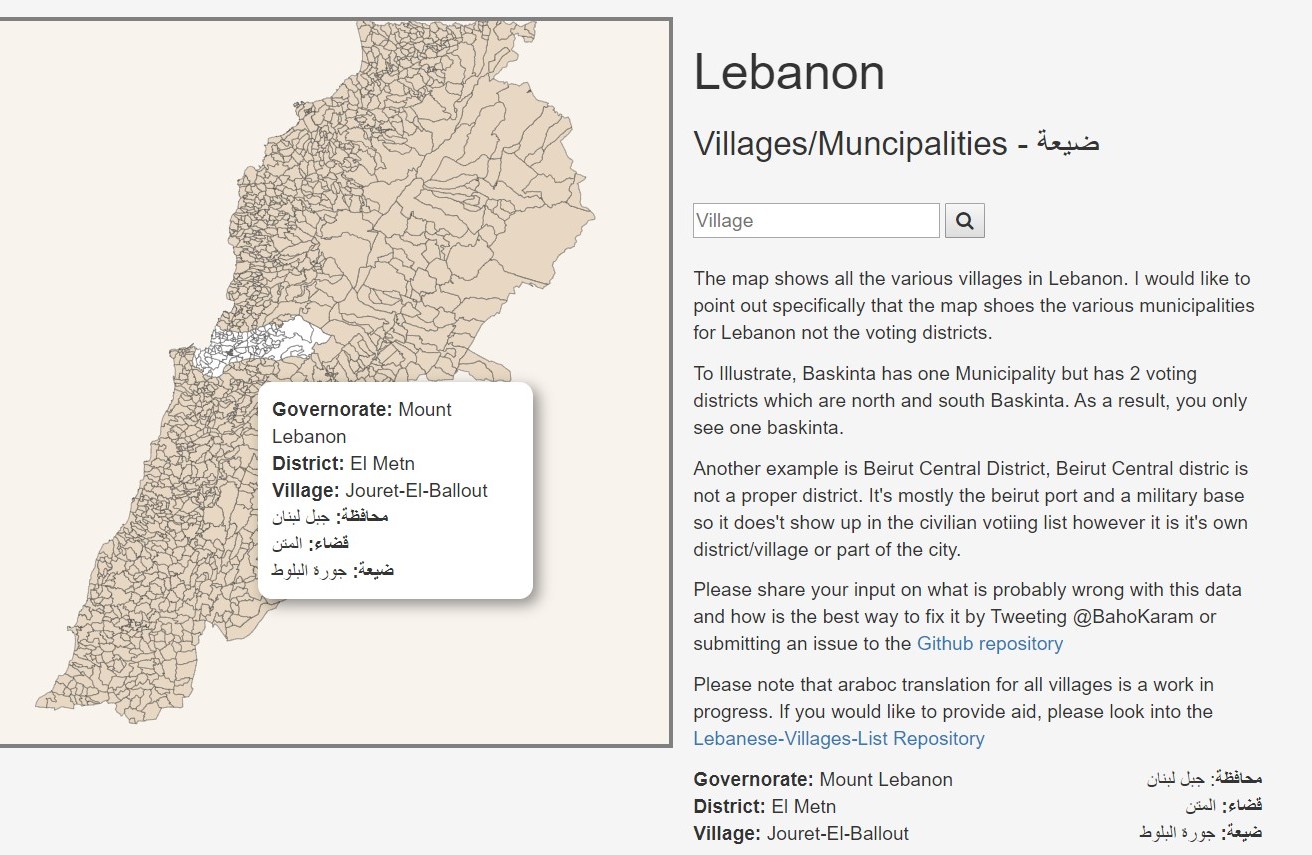 Lebanon
Villages/Muncipalities - ضيعة
Village
The map shows all the various villages in Lebanon. I would like to
point out specifically that the map shoes the various municipalities
for Lebanon not the voting districts.
To Illustrate, Baskinta has one Municipality but has 2 voting
districts which are north and south Baskinta. As a result, you only
see one baskinta.
Another example is Beirut Central District, Beirut Central distric is
not a proper district. It's mostly the beirut port and a military base
so it does't show up in the civilian votiing list however it is it's own
district/village or part of the city.
Please share your input on what is probably wrong with this data
and how is the best way to fix it by Tweeting @BahoKaram or
submitting an issue to the Github repository
Please note that araboc translation for all villages is a work in
progress. If you would like to provide aid, please look into the
Lebanese-Villages-List Repository
Governorate: Mount Lebanon
محافظة: جبل لبنان
District: El Metn
قضاء: المتن
Village: Jouret-El-Ballout
ضيعة: جورة البلوط
Governorate: Mount
Lebanon
District: El Metn
Village: Jouret-El-Ballout
محافظة: جبل لبنان
قضاء: المتن
ضيعة: جورة البلوط